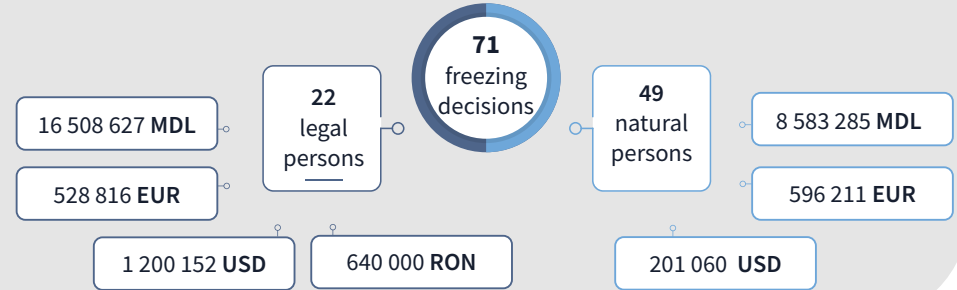 71
freezing
decisions
22
legal
persons
16 508 627 MDL
528 816 EUR
1 200 152 USD
640 000 RON
49
natural
persons
8 583 285 MDL
596 211 EUR
201 060 USD